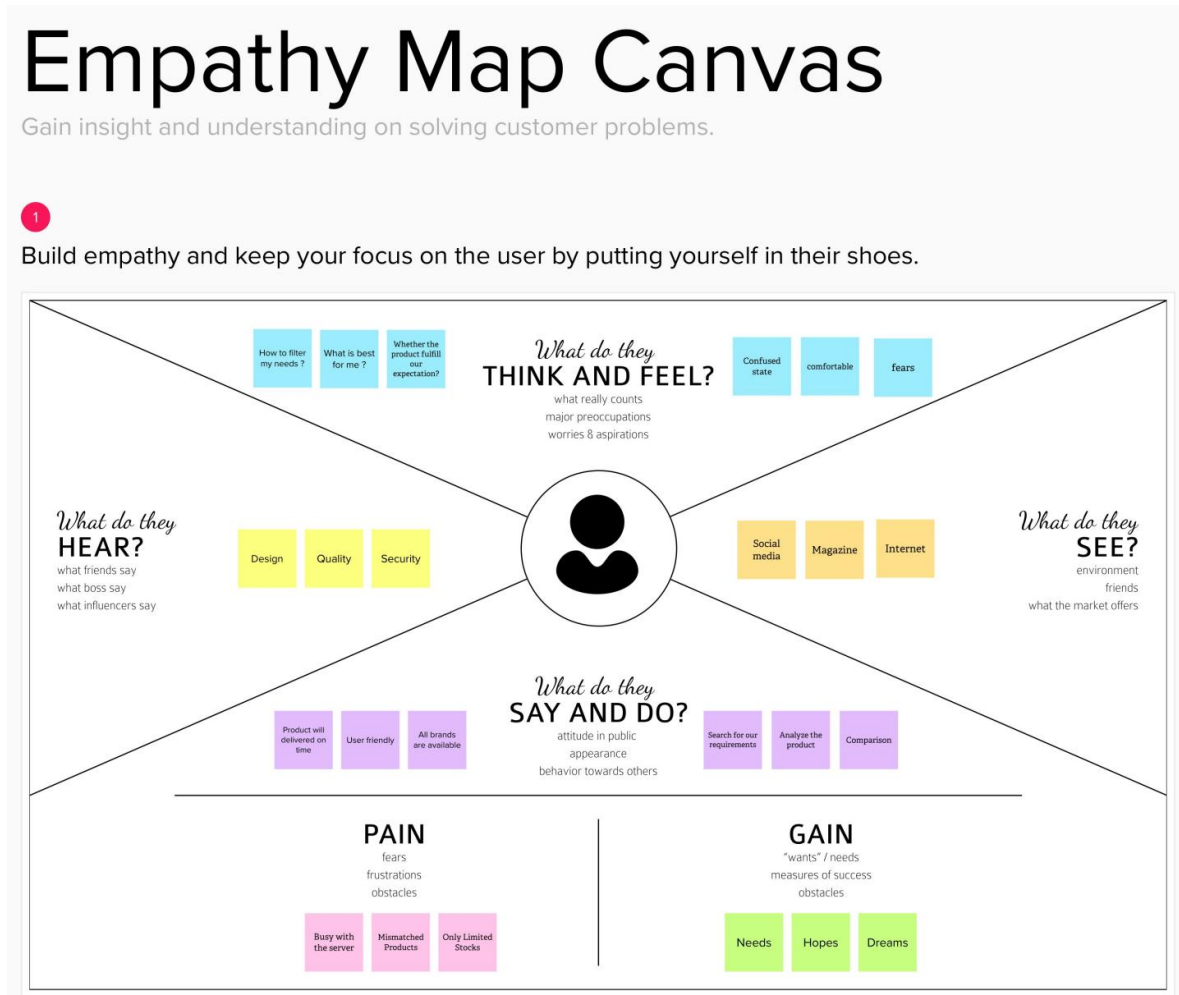 Empathy Map Canvas
Gain insight and understanding on solving customer problems.
1
Build empathy and keep your focus on the user by putting yourself in their shoes.
How to filter
my needs ?
What is best
for me ?
Whether the
product fulfill
our
expectation?
What do they
THINK AND FEEL?
what really counts
major preoccupations
worries & aspirations
Confused
state
comfortable
fears
What do they
HEAR?
what friends say
what boss say
what influencers say
Design
Quality
Security
Social
media
Magazine
Internet
What do they
SEE?
environment
friends
what the market offers
Product will
delivered on
time
User friendly
All brands
are available
What do they
SAY AND DO?
attitude in public
appearance
behavior towards others
Search for our
requirements
Analyze the
product
Comparison
PAIN
fears
frustrations
obstacles
Busy with
the server
Mismatched
Products
Only Limited
Stocks
GAIN
"wants" / needs
measures of success
obstacles
Needs
Hopes
Dreams